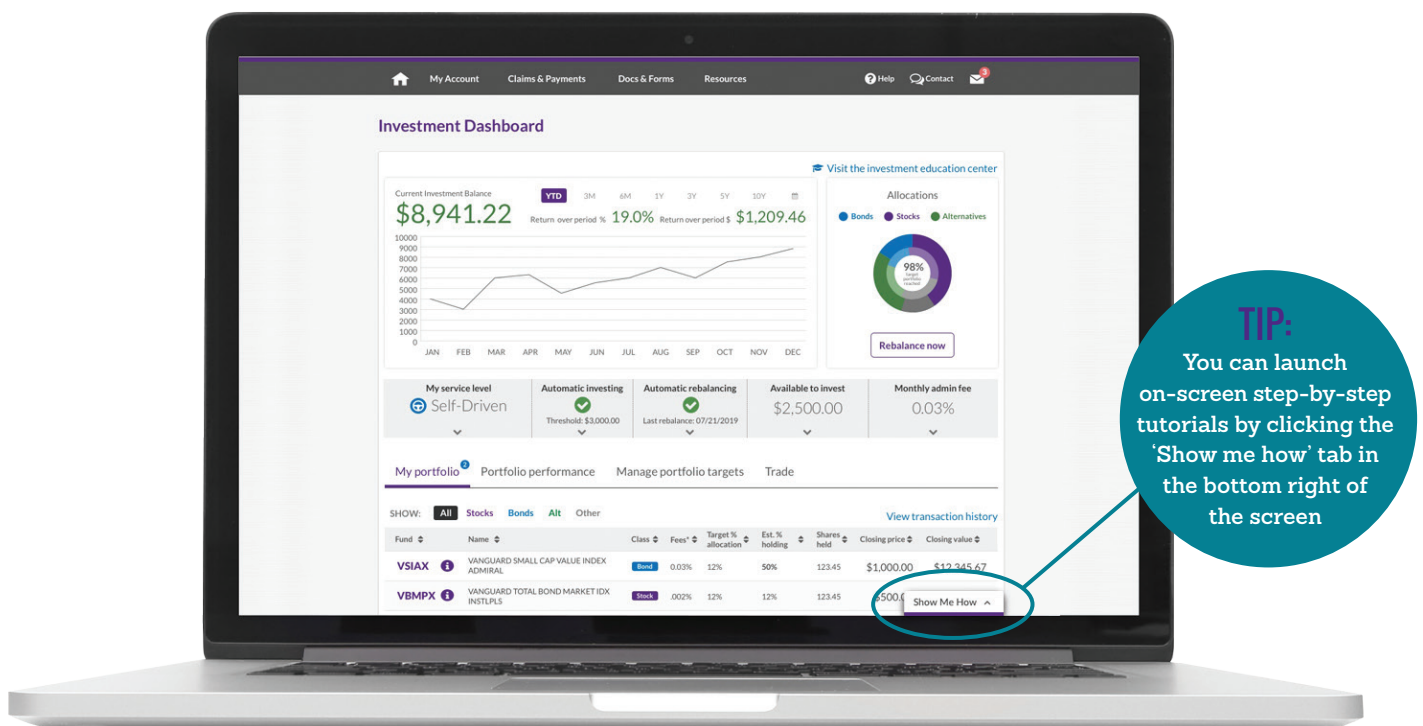 My Account Claims & Payments Docs & Forms Resources Help Contact 3
Investment Dashboard
Visit the investment education center
Current Investment Balance
$8,941.22
YTD 3M 6M 1Y 3Y 5Y 10Y
Return over period % 19.0% Return over period $ $1,209.46
10000
9000
8000
7000
6000
5000
4000
3000
2000
1000
0
JAN FEB MAR APR MAY JUN JUL AUG SEP OCT NOV DEC
Allocations
Bonds Stocks Alternatives
98%
target
portfolio
reached
Rebalance now
My service level
Self-Driven
Automatic investing
Threshold: $3,000.00
Automatic rebalancing
Last rebalance: 07/21/2019
Available to invest
$2,500.00
Monthly admin fee
0.03%
My portfolio 2 Portfolio performance Manage portfolio targets Trade
SHOW: All Stocks Bonds Alt Other
View transaction history
Fund Name Class Fees* Target % allocation Est. % holding Shares held Closing price Closing value
VSIAX VANGUARD SMALL CAP VALUE INDEX ADMIRAL Bond 0.03% 12% 50% 123.45 $1,000.00 $12,345.67
VBMPX VANGUARD TOTAL BOND MARKET IDX INSTLPLS Stock .002% 12% 12% 123.45 $500.
Show Me How
TIP:
You can launch
on-screen step-by-step
tutorials by clicking the
‘Show me how’ tab in
the bottom right of
the screen